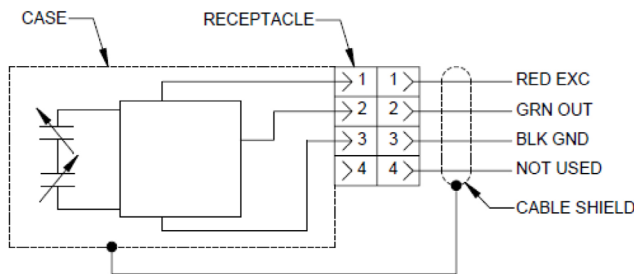 CASE
RECEPTACLE
1 1 RED EXC
2 2 GRN OUT
3 3 BLK GND
4 4 NOT USED
CABLE SHIELD